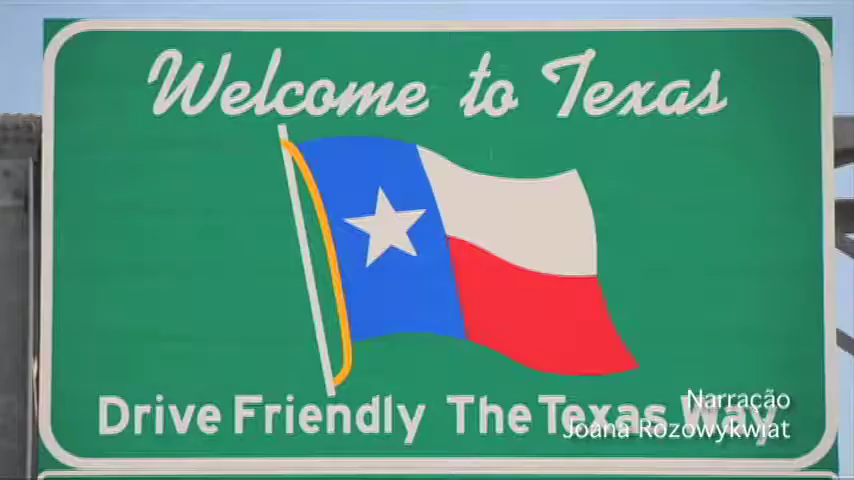 Welcome to Texas
Drive Friendly The Texas Way
Narração
Joana Rozowykwiat